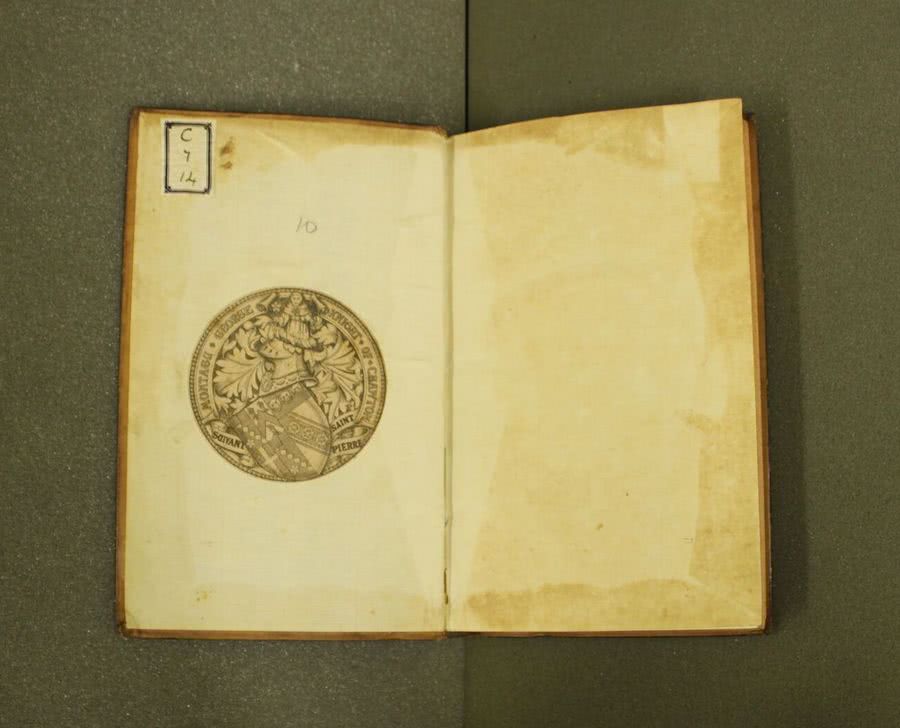 C
7
14
10
MONTAGU • GEORGE • KNIGHT • OF • CHAWTON
SUIVANT SAINT
PIERRE